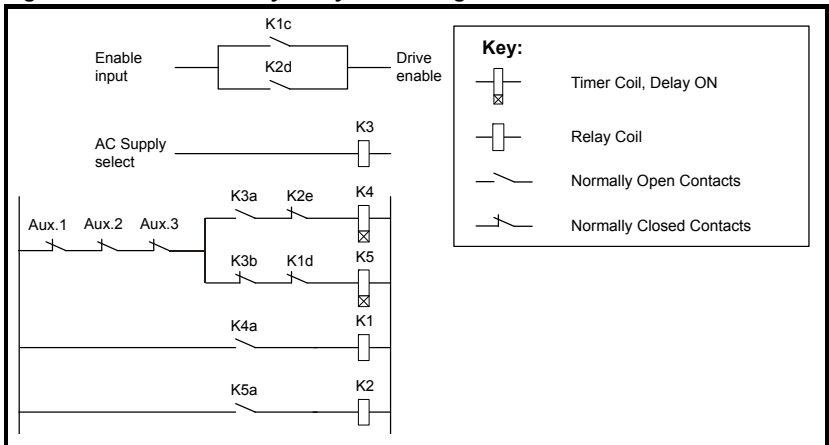 K1c
Enable input
K2d
Drive enable
AC Supply select
K3
Aux.1 Aux.2 Aux.3
K3a K2e K4
K3b K1d K5
K4a K1
K5a K2
Key:
Timer Coil, Delay ON
Relay Coil
Normally Open Contacts
Normally Closed Contacts